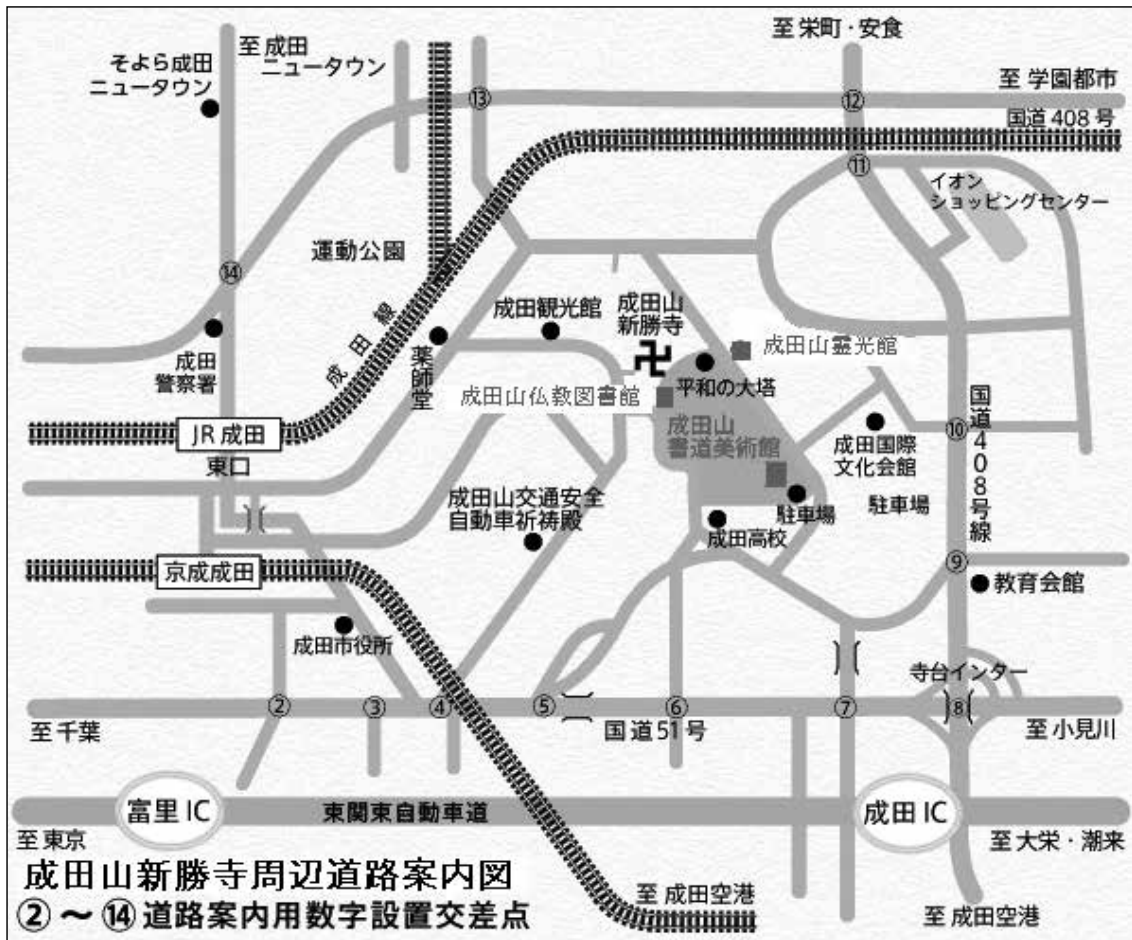 至 栄町・安食
至 成田
ニュータウン
そよら成田
ニュータウン
至 学園都市
国道 408 号
⑬
⑫
⑪
イオン
ショッピングセンター
運動公園
⑭
成田線
成田観光館
成田山
新勝寺
卍
成田山霊光館
成田
警察署
薬師堂
平和の大塔
成田山仏教図書館
国道408号線
JR 成田
東口
成田山
書道美術館
⑩
成田国際
文化会館
成田山交通安全
自動車祈祷殿
駐車場
駐車場
成田高校
京成成田
⑨
教育会館
成田市役所
寺台インター
②
③
④
⑤
⑥
⑦
⑧
至 千葉
国道51号
至 小見川
富里 IC
東関東自動車道
成田 IC
至 東京
至 大栄・潮来
成田山新勝寺周辺道路案内図
②～⑭道路案内用数字設置交差点
至 成田空港
至 成田空港